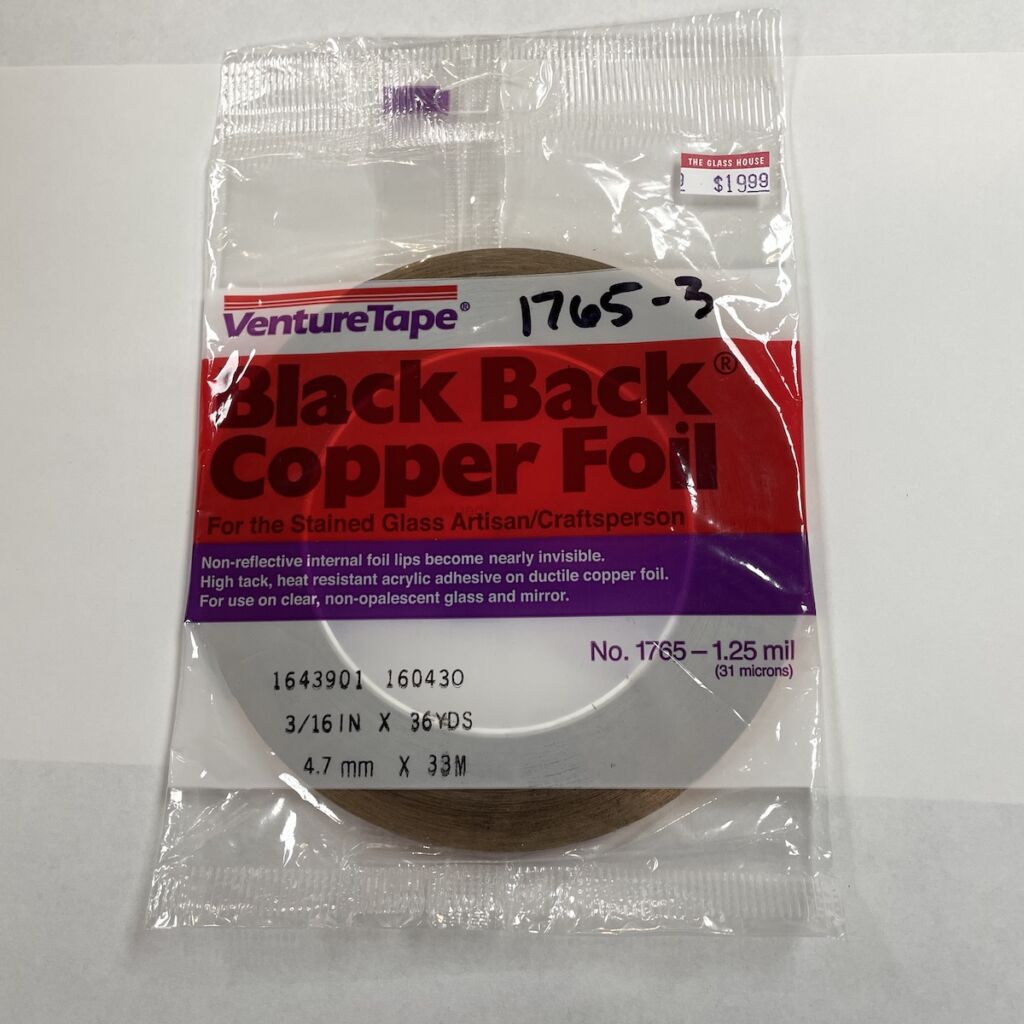 THE GLASS HOUSE
$19.99
VentureTape®
1765-3
Black Back®
Copper Foil
For the Stained Glass Artisan/Craftsperson
Non-reflective internal foil lips become nearly invisible.
High tack, heat resistant acrylic adhesive on ductile copper foil.
For use on clear, non-opalescent glass and mirror.
No. 1765 – 1.25 mil
(31 microns)
1643901 160430
3/16IN X 36YDS
4.7 mm X 33M